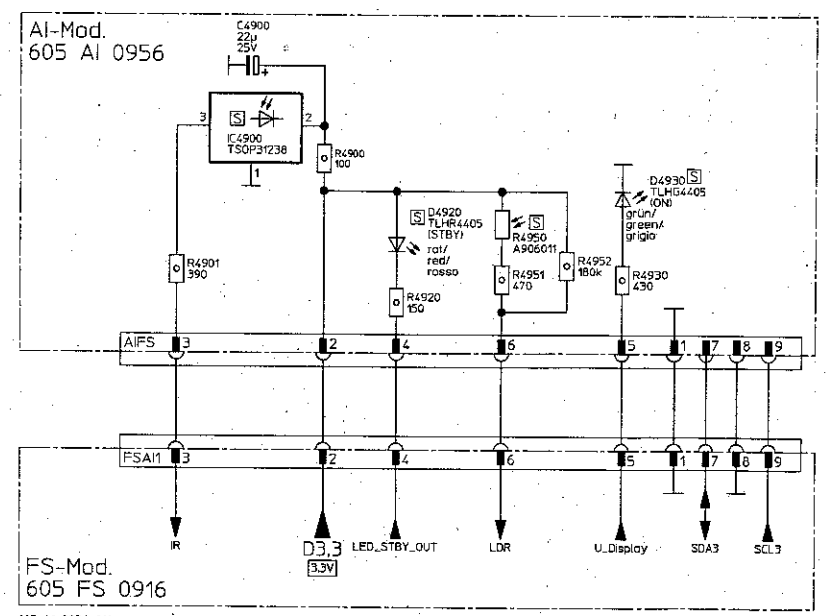 AI-Mod.
605 AI 0956
C4900
22µ
25V
+
3
S
2
IC4900
TSOP31238
1
R4900
100
S D4920
TLHR4405
(STBY)
rot/
red/
rosso
S
R4950
A906011
D4930 S
TLHG4405
(ON)
grün/
green/
grigio
R4901
390
R4951
470
R4952
180k
R4930
430
R4920
150
AIFS 3 2 4 6 5 1 7 8 9
FSAI1 3 2 4 6 5 1 7 8 9
IR
D3,3
3.3V
LED_STBY_OUT
LDR
U_Display
SDA3
SCL3
FS-Mod.
605 FS 0916